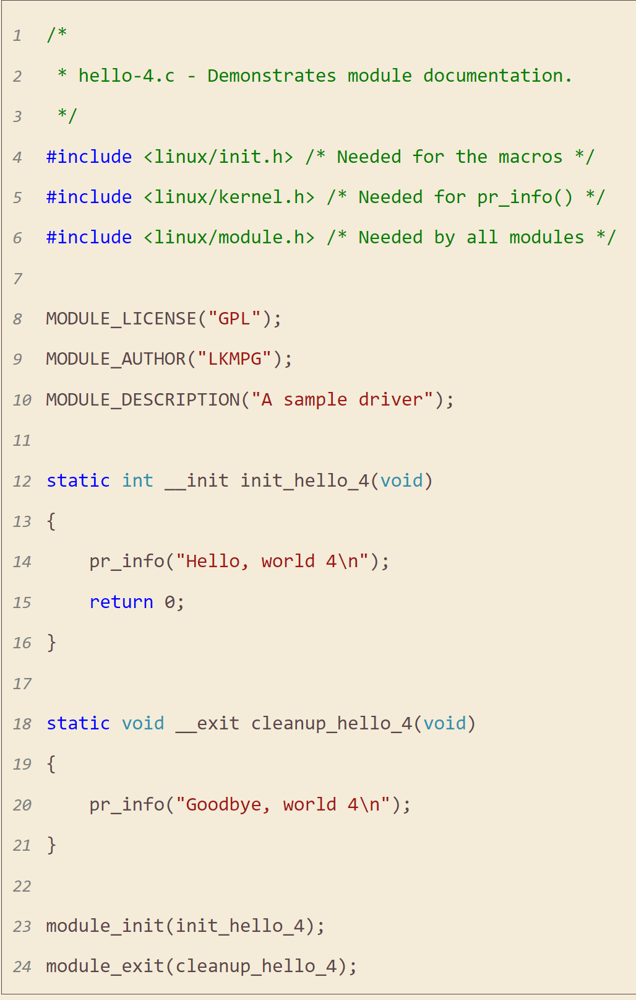 1 /*
2  * hello-4.c - Demonstrates module documentation.
3  */
4 #include <linux/init.h> /* Needed for the macros */
5 #include <linux/kernel.h> /* Needed for pr_info() */
6 #include <linux/module.h> /* Needed by all modules */
7
8 MODULE_LICENSE("GPL");
9 MODULE_AUTHOR("LKMPG");
10 MODULE_DESCRIPTION("A sample driver");
11
12 static int __init init_hello_4(void)
13 {
14     pr_info("Hello, world 4\n");
15     return 0;
16 }
17
18 static void __exit cleanup_hello_4(void)
19 {
20     pr_info("Goodbye, world 4\n");
21 }
22
23 module_init(init_hello_4);
24 module_exit(cleanup_hello_4);